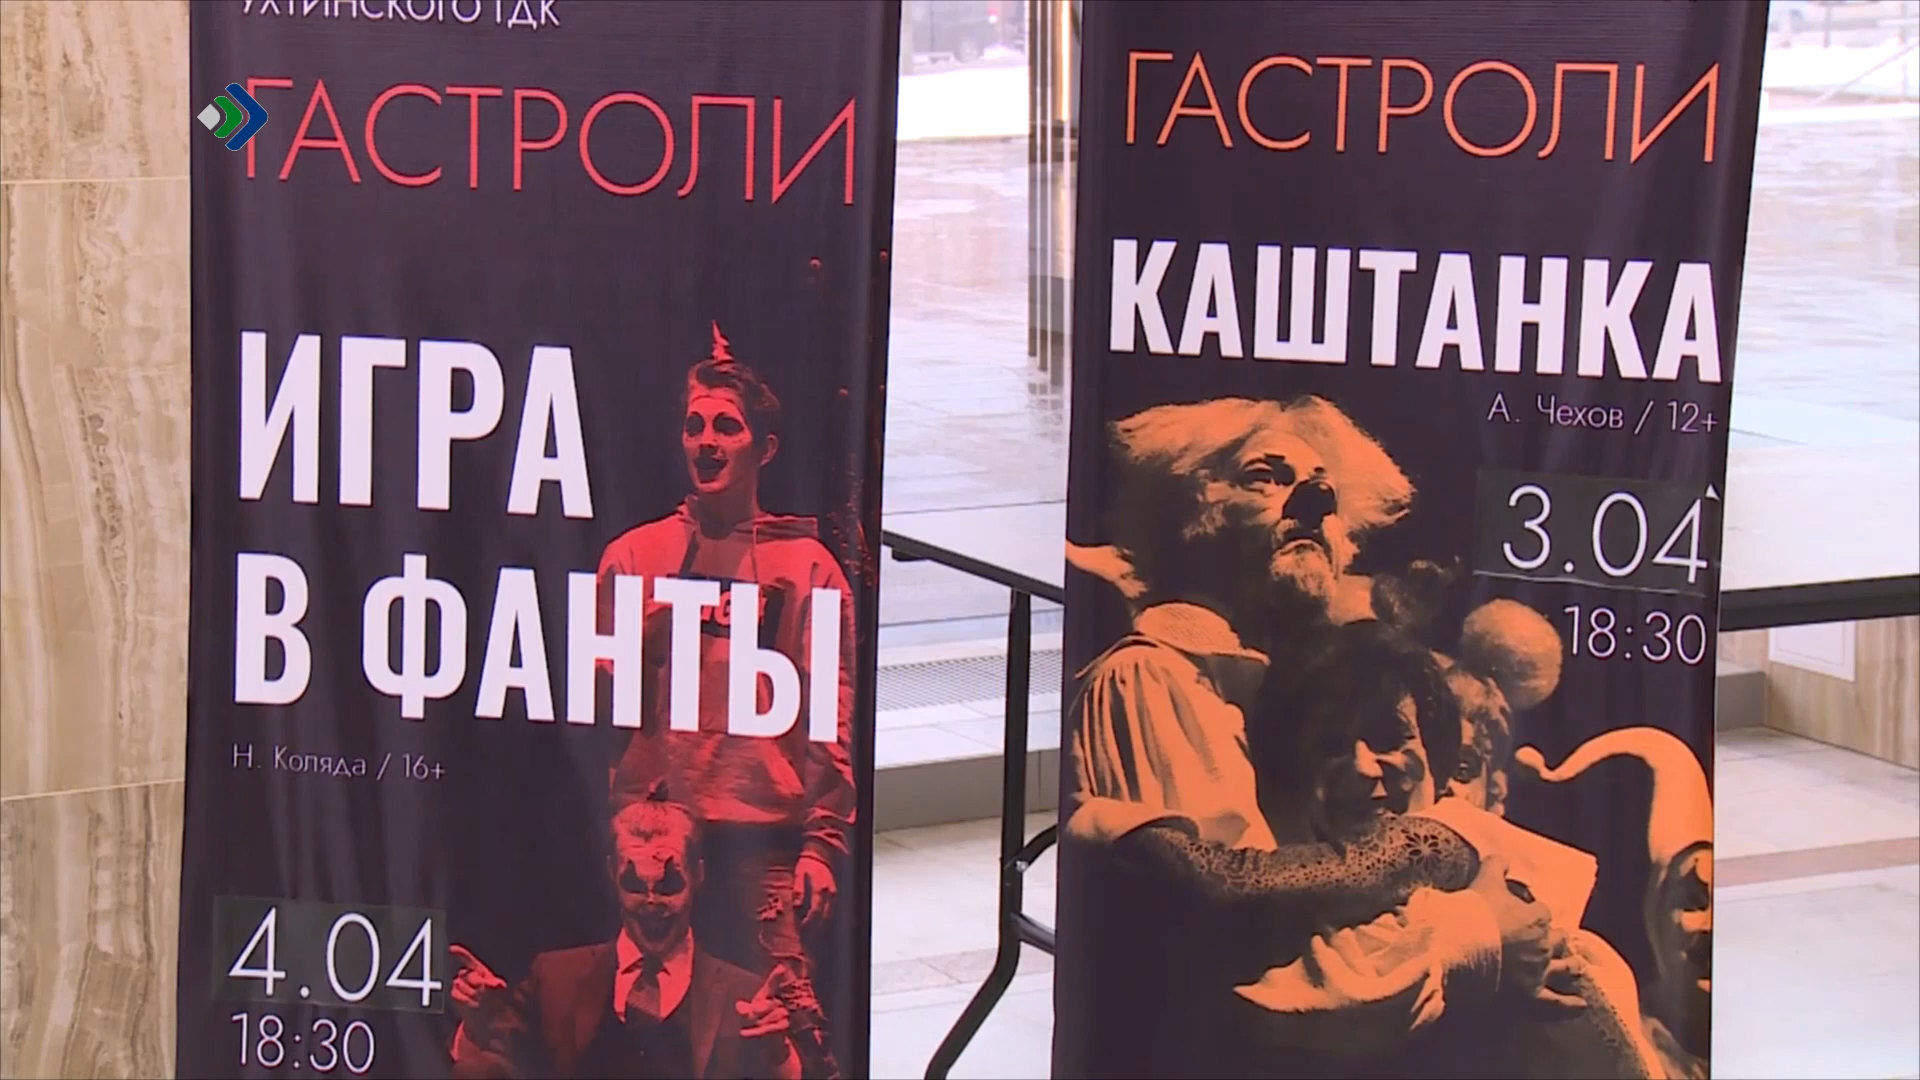 УХТИНСКОГО ГДК
ГАСТРОЛИ
ИГРА
В ФАНТЫ
Н. Коляда / 16+
4.04
18:30
ГАСТРОЛИ
КАШТАНКА
А. Чехов / 12+
3.04
18:30